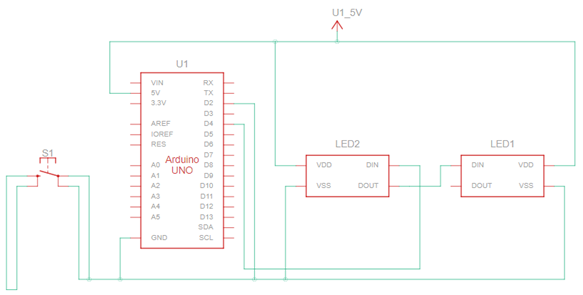 U1_5V
U1
VIN
5V
3.3V
AREF
IOREF
RES
A0
A1
A2
A3
A4
A5
GND
Arduino
UNO
RX
TX
D2
D3
D4
D5
D6
D7
D8
D9
D10
D11
D12
D13
SDA
SCL
S1
LED2
VDD DIN
VSS DOUT
LED1
DIN VDD
DOUT VSS